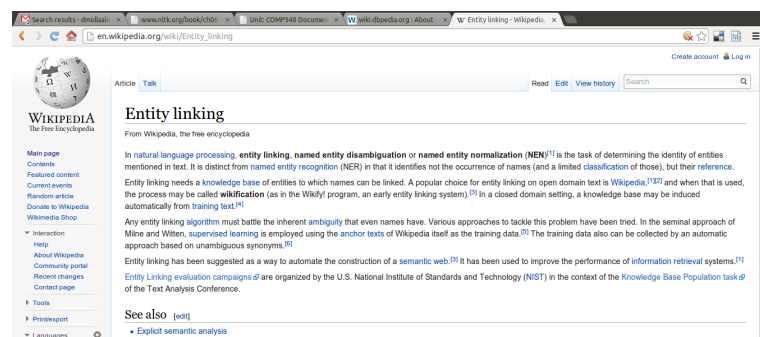 Search results - dmollaalio
www.nltk.org/book/ch06.
Unit: COMP348 Documen
wiki.dbpedia.org : About
Entity linking - Wikipedia,
en.wikipedia.org/wiki/Entity_linking
Create account Log in
Article Talk Read Edit View history Search
WIKIPEDIA
The Free Encyclopedia
Main page
Contents
Featured content
Current events
Random article
Donate to Wikipedia
Wikimedia Shop
Interaction
Help
About Wikipedia
Community portal
Recent changes
Contact page
Tools
Print/export
Languages
Entity linking
From Wikipedia, the free encyclopedia
In natural language processing, entity linking, named entity disambiguation or named entity normalization (NEN)[1] is the task of determining the identity of entities
mentioned in text. It is distinct from named entity recognition (NER) in that it identifies not the occurrence of names (and a limited classification of those), but their reference.
Entity linking needs a knowledge base of entities to which names can be linked. A popular choice for entity linking on open domain text is Wikipedia,[1][2] and when that is used,
the process may be called wikification (as in the Wikify! program, an early entity linking system).[3] In a closed domain setting, a knowledge base may be induced
automatically from training text.[4]
Any entity linking algorithm must battle the inherent ambiguity that even names have. Various approaches to tackle this problem have been tried. In the seminal approach of
Milne and Witten, supervised learning is employed using the anchor texts of Wikipedia itself as the training data.[5] The training data also can be collected by an automatic
approach based on unambiguous synonyms.[6]
Entity linking has been suggested as a way to automate the construction of a semantic web.[3] It has been used to improve the performance of information retrieval systems.[1]
Entity Linking evaluation campaigns are organized by the U.S. National Institute of Standards and Technology (NIST) in the context of the Knowledge Base Population task
of the Text Analysis Conference.
See also [edit]
Explicit semantic analysis